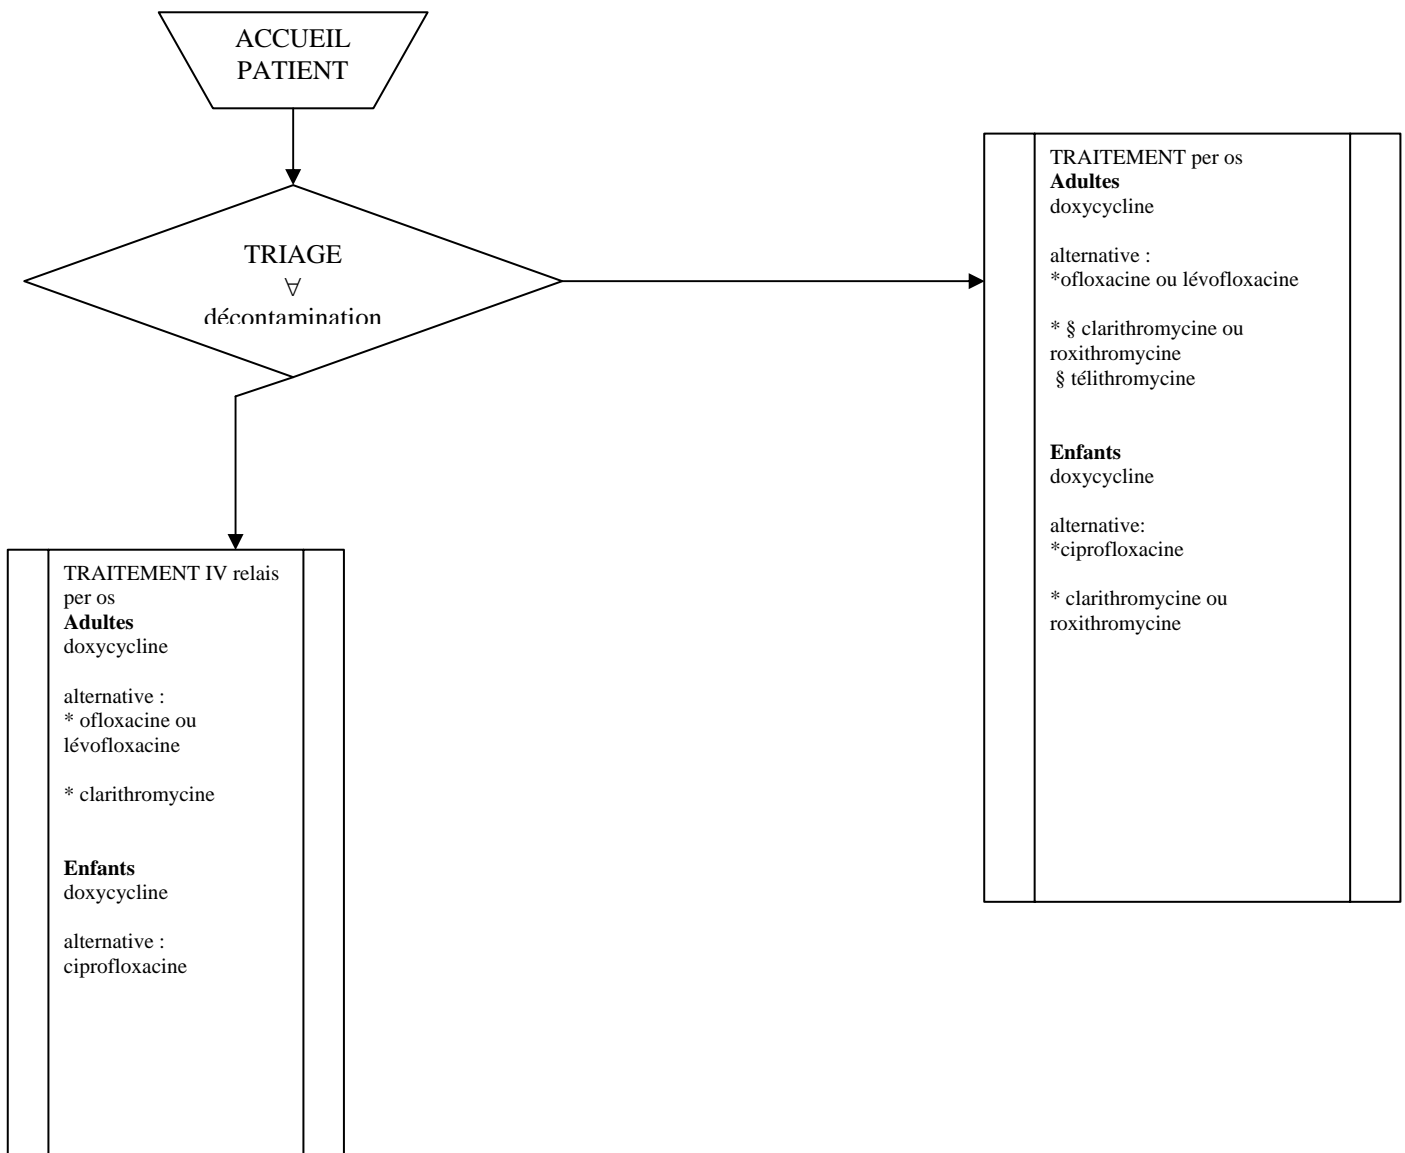 ACCUEIL
PATIENT
TRIAGE
∀
décontamination
TRAITEMENT per os
Adultes
doxycycline
alternative :
*ofloxacine ou lévofloxacine
* § clarithromycine ou
roxithromycine
§ télithromycine
Enfants
doxycycline
alternative:
*ciprofloxacine
* clarithromycine ou
roxithromycine
TRAITEMENT IV relais
per os
Adultes
doxycycline
alternative :
* ofloxacine ou
lévofloxacine
* clarithromycine
Enfants
doxycycline
alternative :
ciprofloxacine